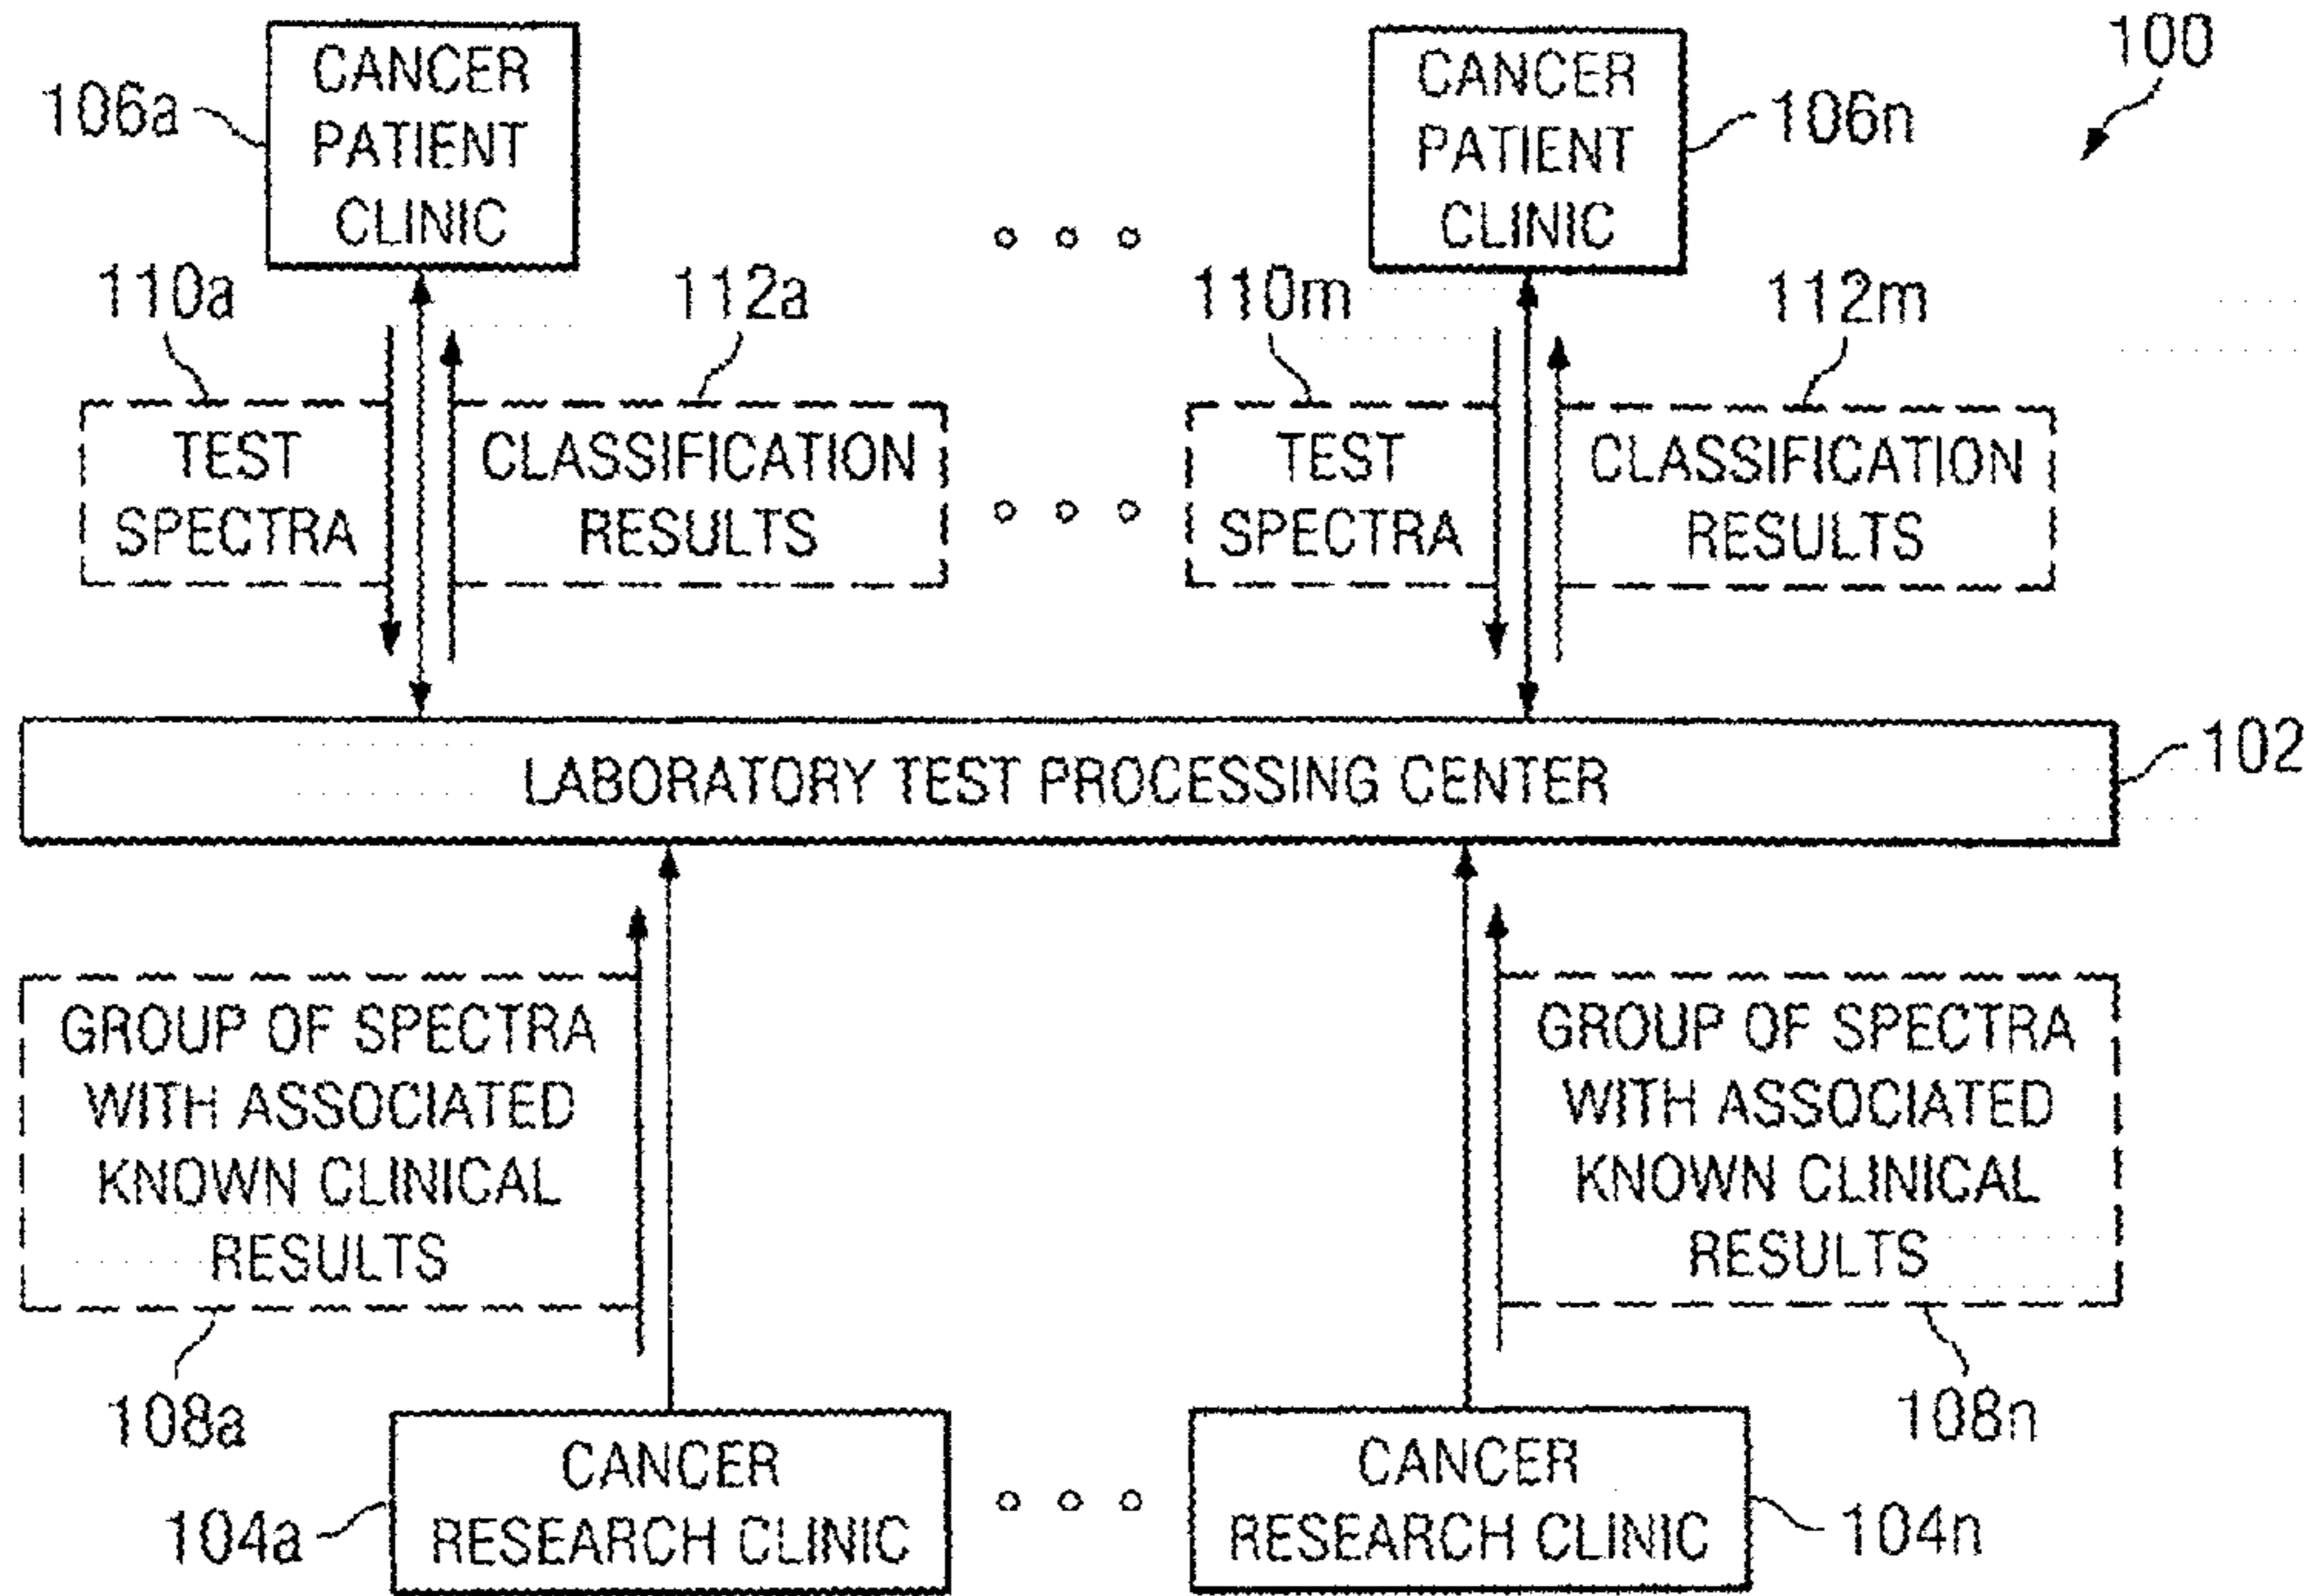 100
CANCER
PATIENT
CLINIC
106a
CANCER
PATIENT
CLINIC
106n
110a
112a
110m
112m
TEST
SPECTRA
CLASSIFICATION
RESULTS
TEST
SPECTRA
CLASSIFICATION
RESULTS
LABORATORY TEST PROCESSING CENTER
102
GROUP OF SPECTRA
WITH ASSOCIATED
KNOWN CLINICAL
RESULTS
GROUP OF SPECTRA
WITH ASSOCIATED
KNOWN CLINICAL
RESULTS
108a
108n
CANCER
RESEARCH CLINIC
104a
CANCER
RESEARCH CLINIC
104n